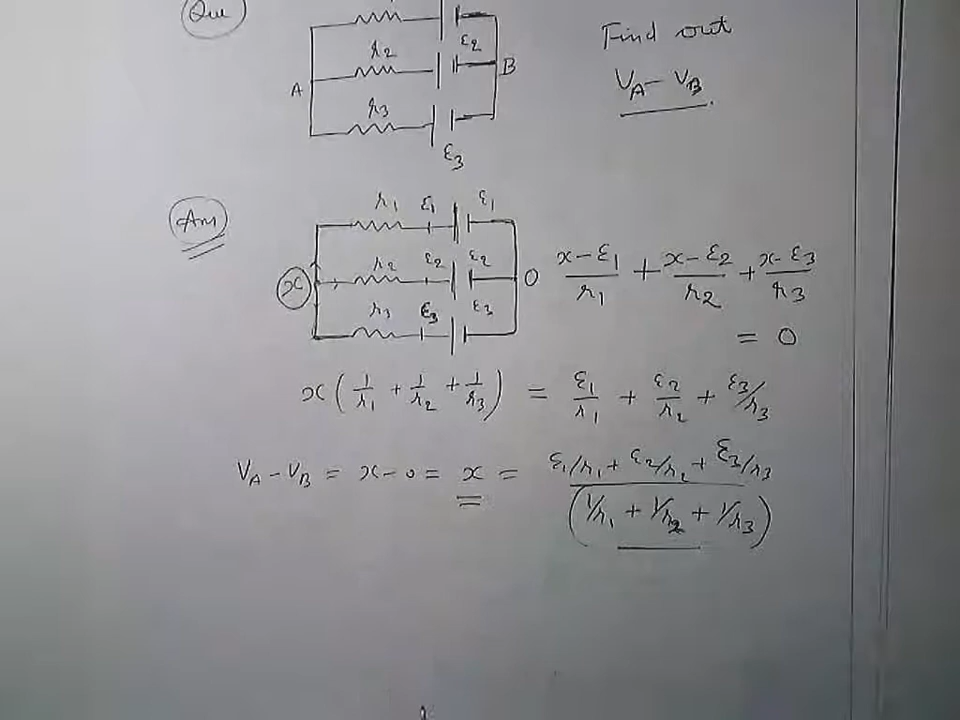 Que
ε2
r2
Find out
A
B
VA - VB
r3
ε3
Ans
r1 ε1 ε1
r2 ε2 ε2
x
0
r3 ε3 ε3
(x-ε1)/r1 + (x-ε2)/r2 + (x-ε3)/r3
= 0
x(1/r1 + 1/r2 + 1/r3) = ε1/r1 + ε2/r2 + ε3/r3
VA - VB = x-0 = x = (ε1/r1 + ε2/r2 + ε3/r3)/(1/r1 + 1/r2 + 1/r3)